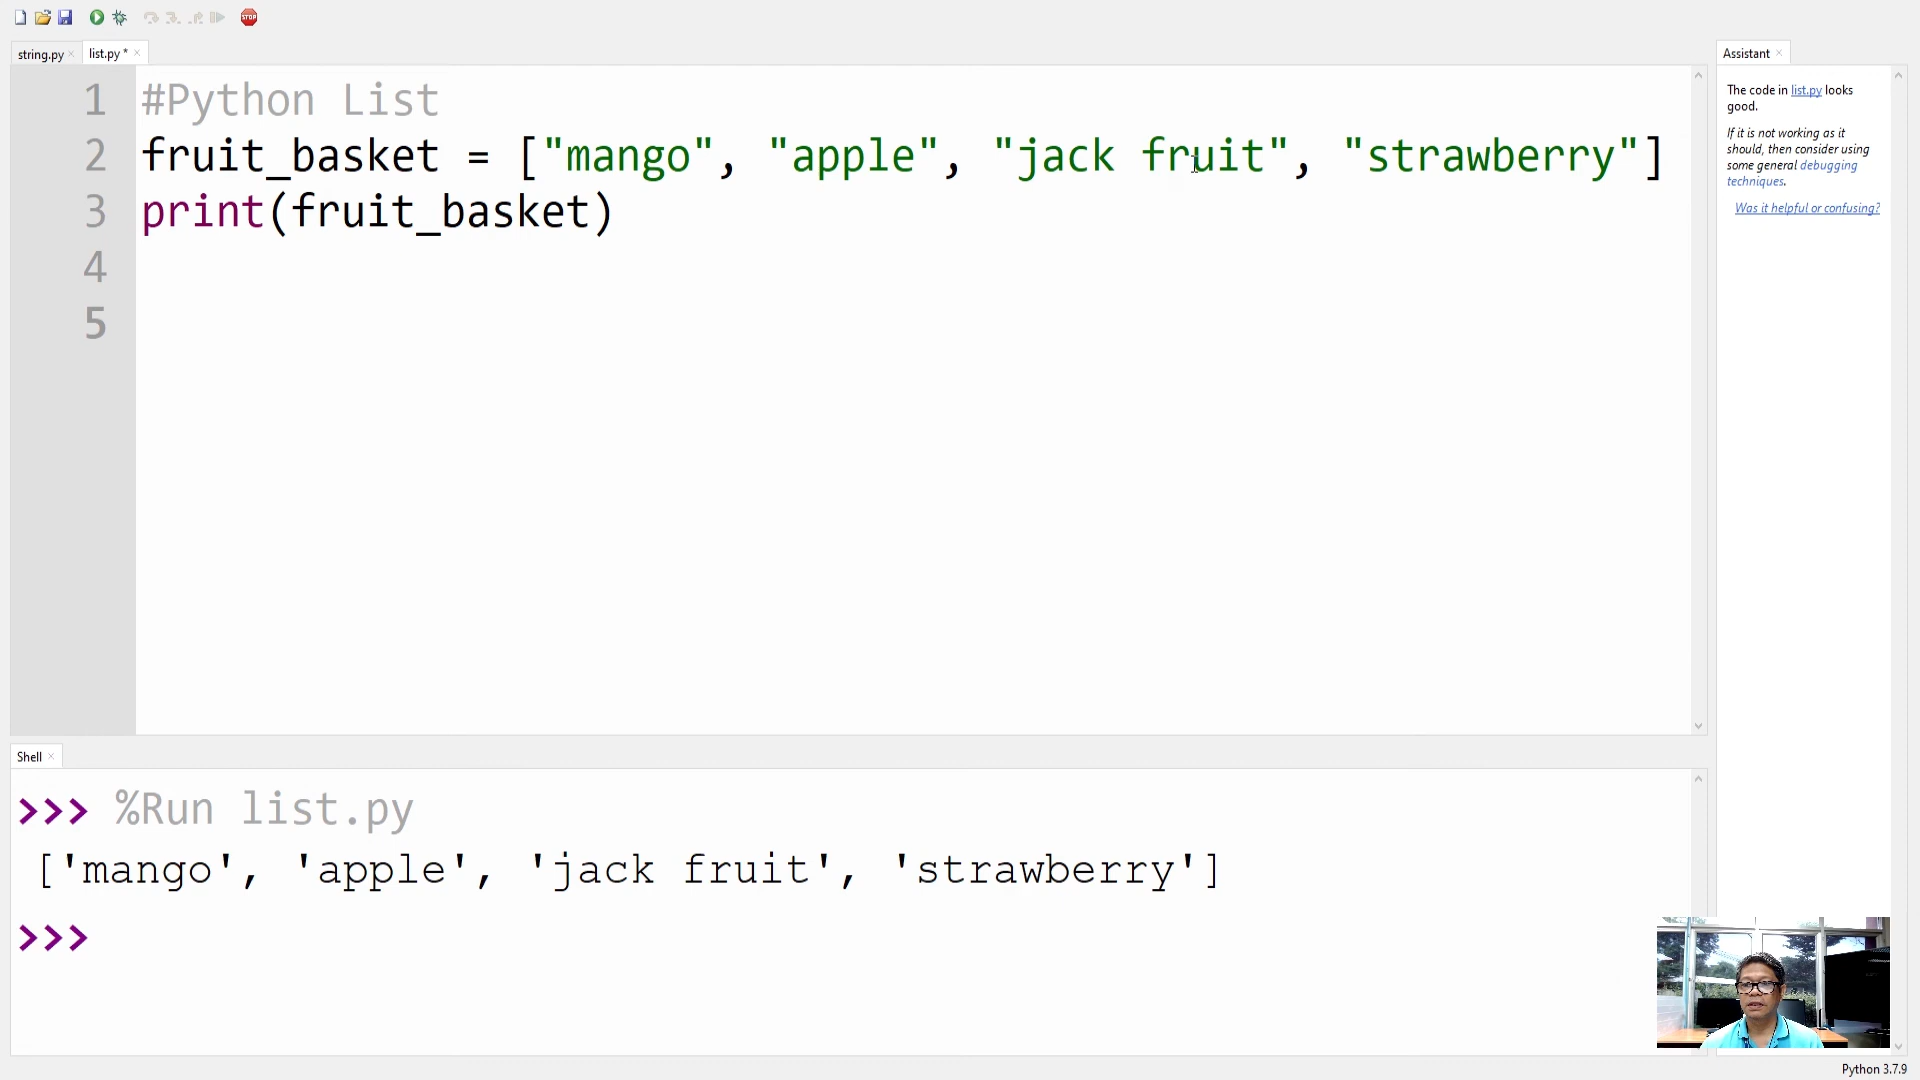 STOP
string.py
list.py *
Assistant
1 #Python List
2 fruit_basket = ["mango", "apple", "jack fruit", "strawberry"]
3 print(fruit_basket)
4
5
The code in list.py looks
good.
If it is not working as it
should, then consider using
some general debugging
techniques.
Was it helpful or confusing?
Shell
>>> %Run list.py
['mango', 'apple', 'jack fruit', 'strawberry']
>>>
Python 3.7.9